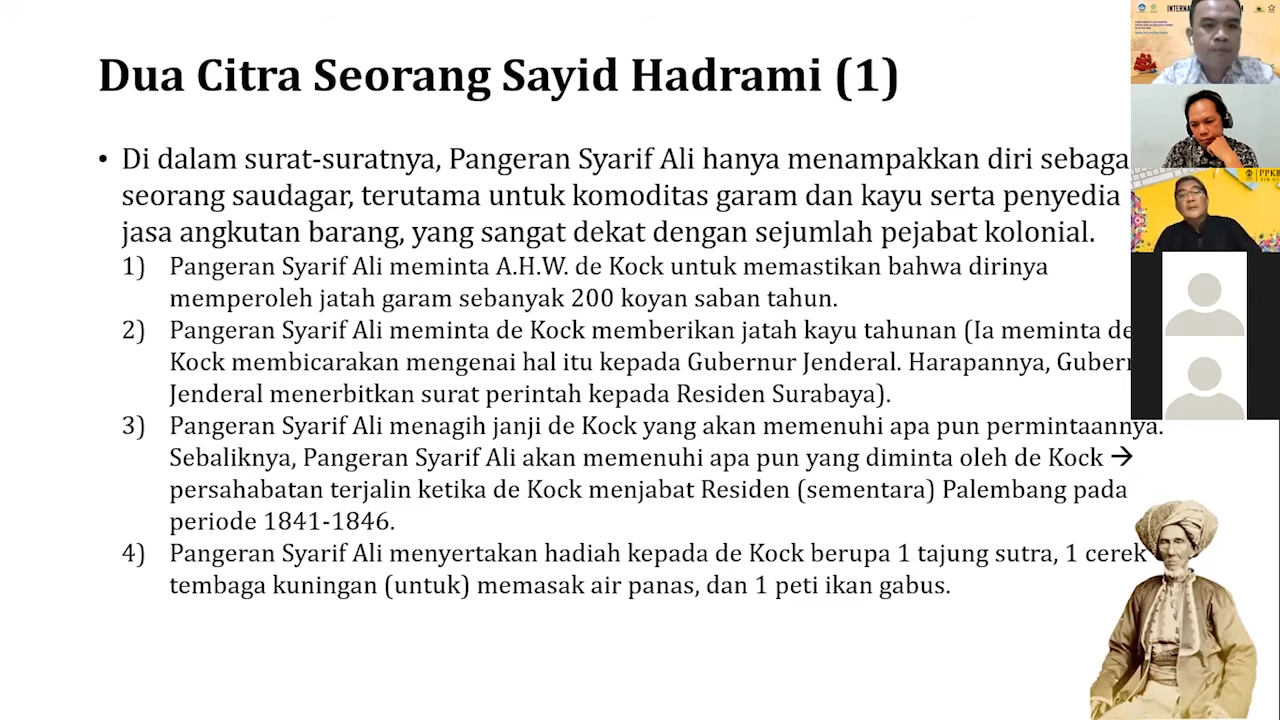 Dua Citra Seorang Sayid Hadrami (1)
• Di dalam surat-suratnya, Pangeran Syarif Ali hanya menampakkan diri sebaga
seorang saudagar, terutama untuk komoditas garam dan kayu serta penyedia
jasa angkutan barang, yang sangat dekat dengan sejumlah pejabat kolonial.
1) Pangeran Syarif Ali meminta A.H.W. de Kock untuk memastikan bahwa dirinya
memperoleh jatah garam sebanyak 200 koyan saban tahun.
2) Pangeran Syarif Ali meminta de Kock memberikan jatah kayu tahunan (Ia meminta de
Kock membicarakan mengenai hal itu kepada Gubernur Jenderal. Harapannya, Gubern
Jenderal menerbitkan surat perintah kepada Residen Surabaya).
3) Pangeran Syarif Ali menagih janji de Kock yang akan memenuhi apa pun permintaannya.
Sebaliknya, Pangeran Syarif Ali akan memenuhi apa pun yang diminta oleh de Kock →
persahabatan terjalin ketika de Kock menjabat Residen (sementara) Palembang pada
periode 1841-1846.
4) Pangeran Syarif Ali menyertakan hadiah kepada de Kock berupa 1 tajung sutra, 1 cerek
tembaga kuningan (untuk) memasak air panas, dan 1 peti ikan gabus.
INTERN
PPKB